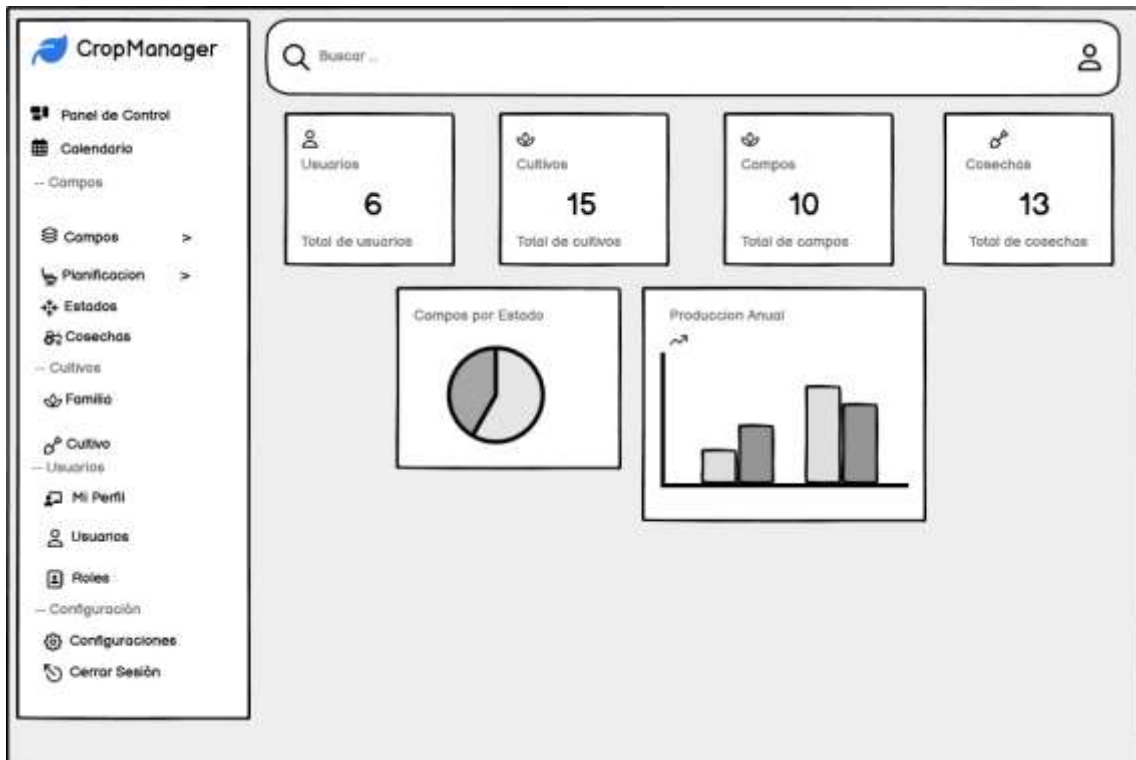 CropManager
Panel de Control
Calendario
-- Campos
Campos >
Planificacion >
Estados
Cosechas
-- Cultivos
Familia
Cultivo
-- Usuarios
Mi Perfil
Usuarios
Roles
-- Configuración
Configuraciones
Cerrar Sesión
Buscar ...
Usuarios
6
Total de usuarios
Cultivos
15
Total de cultivos
Campos
10
Total de campos
Cosechas
13
Total de cosechas
Campos por Estado
Produccion Anual